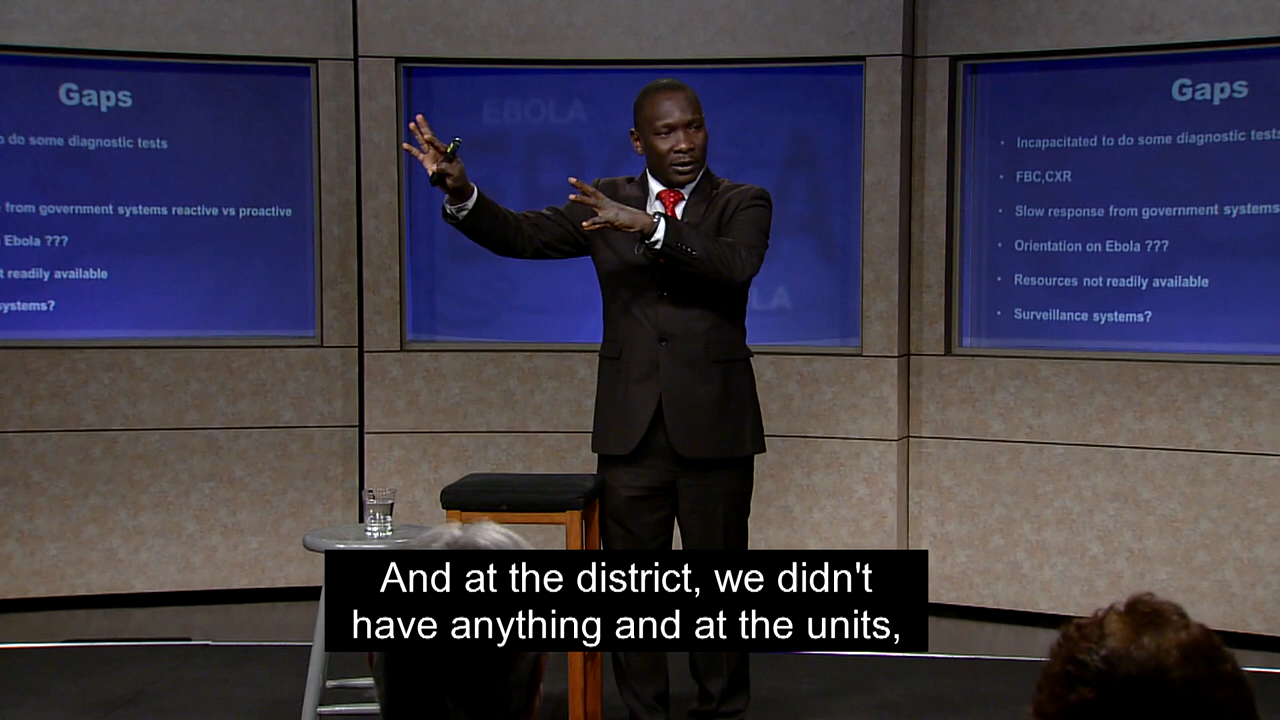 Gaps
do some diagnostic tests
from government systems reactive vs proactive
Ebola ???
readily available
systems?
EBOLA
Gaps
• Incapacitated to do some diagnostic tests
• FBC,CXR
• Slow response from government systems
• Orientation on Ebola ???
• Resources not readily available
• Surveillance systems?
And at the district, we didn't
have anything and at the units,